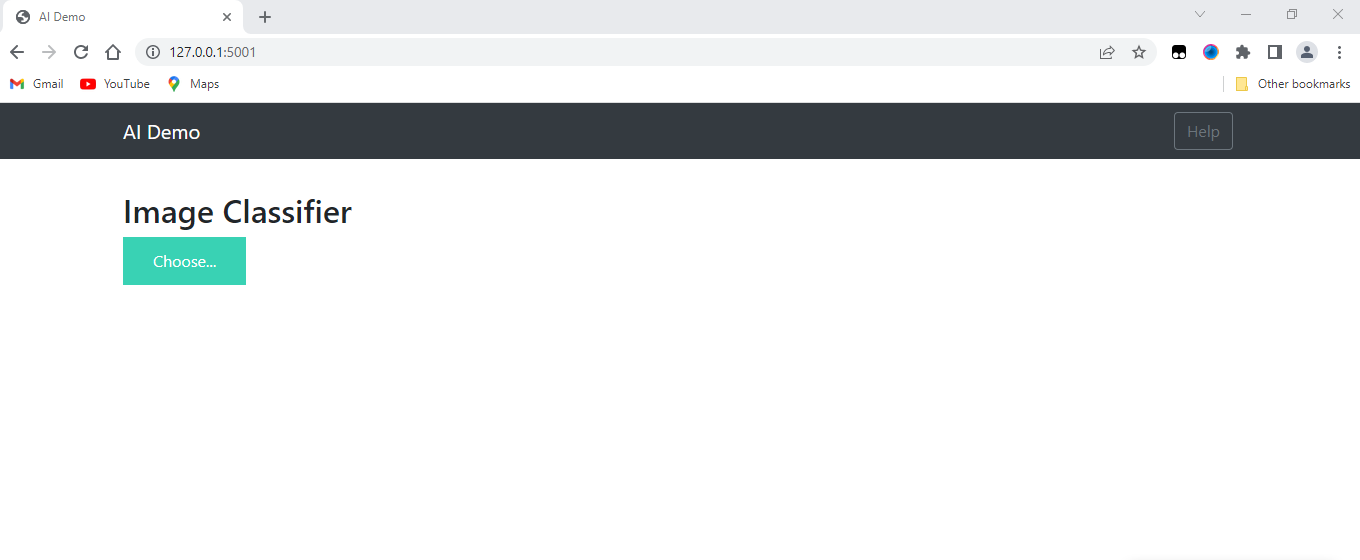 AI Demo
127.0.0.1:5001
Gmail YouTube Maps Other bookmarks
AI Demo Help
Image Classifier
Choose...